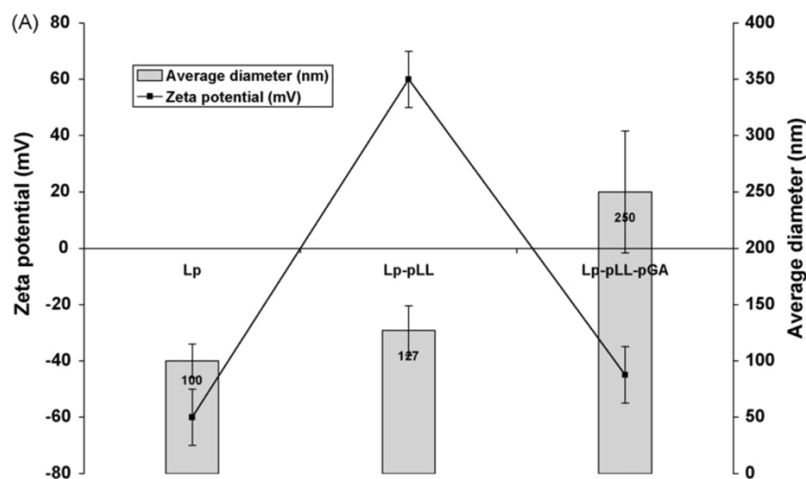 (A)
Zeta potential (mV)
80
60
40
20
0
-20
-40
-60
-80
Average diameter (nm)
Zeta potential (mV)
Lp
Lp-pLL
Lp-pLL-pGA
100
127
250
400
350
300
250
200
150
100
50
0
Average diameter (nm)